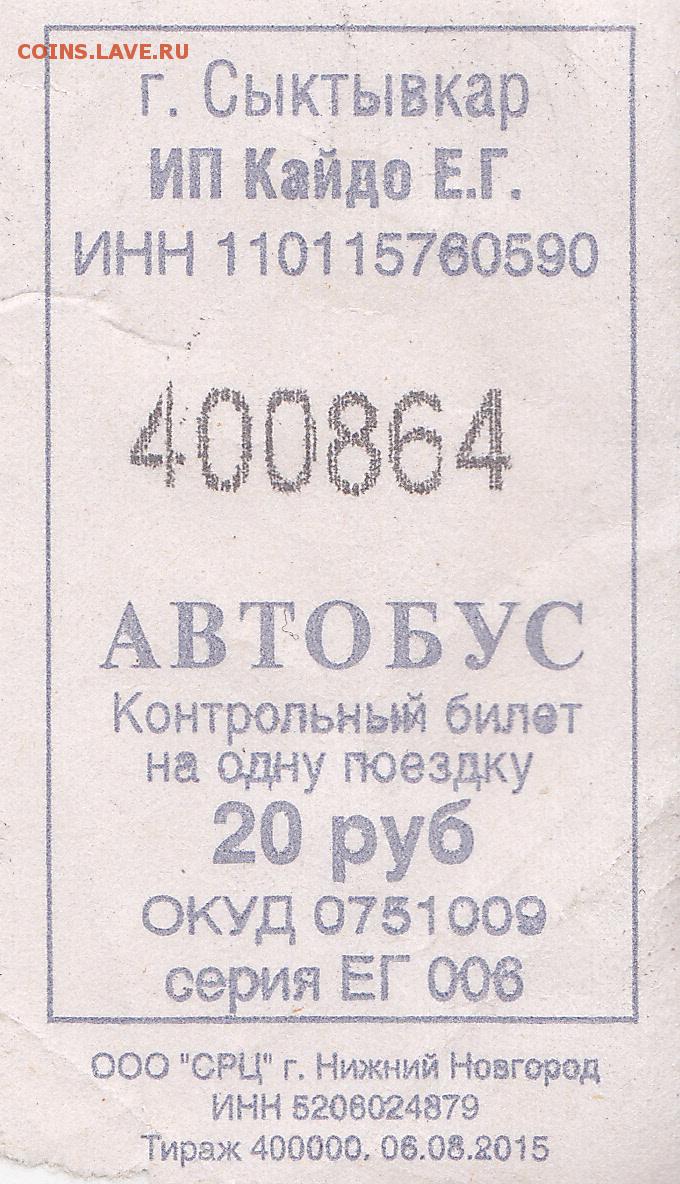 COINS.LAVE.RU
г. Сыктывкар
ИП Кайдо Е.Г.
ИНН 110115760590
400864
АВТОБУС
Контрольный билет
на одну поездку
20 руб
ОКУД 0751009
серия ЕГ 006
ООО "СРЦ" г. Нижний Новгород
ИНН 5206024879
Тираж 400000. 06.08.2015